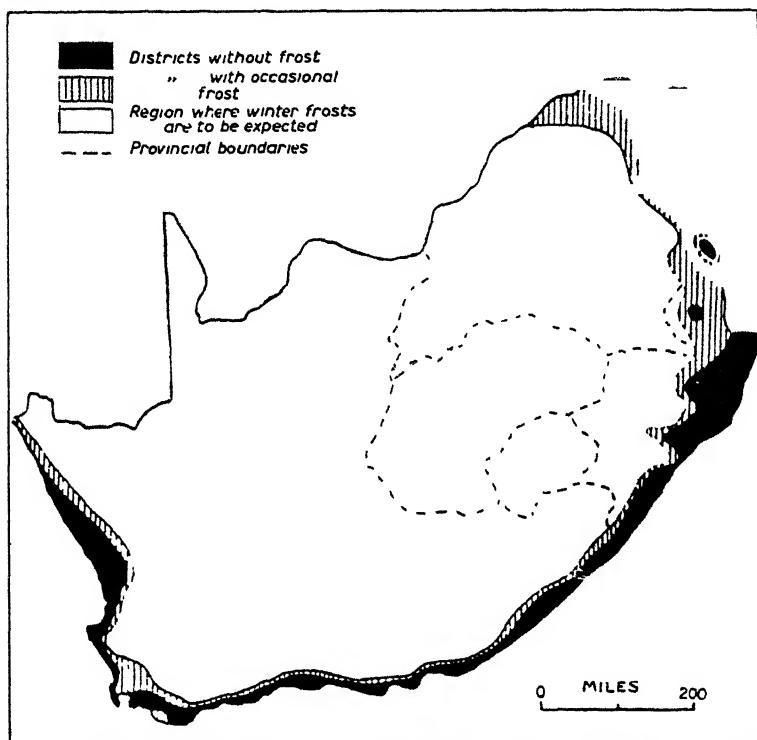 Districts without frost
" with occasional
frost
Region where winter frosts
are to be expected
Provincial boundaries
MILES
0 200